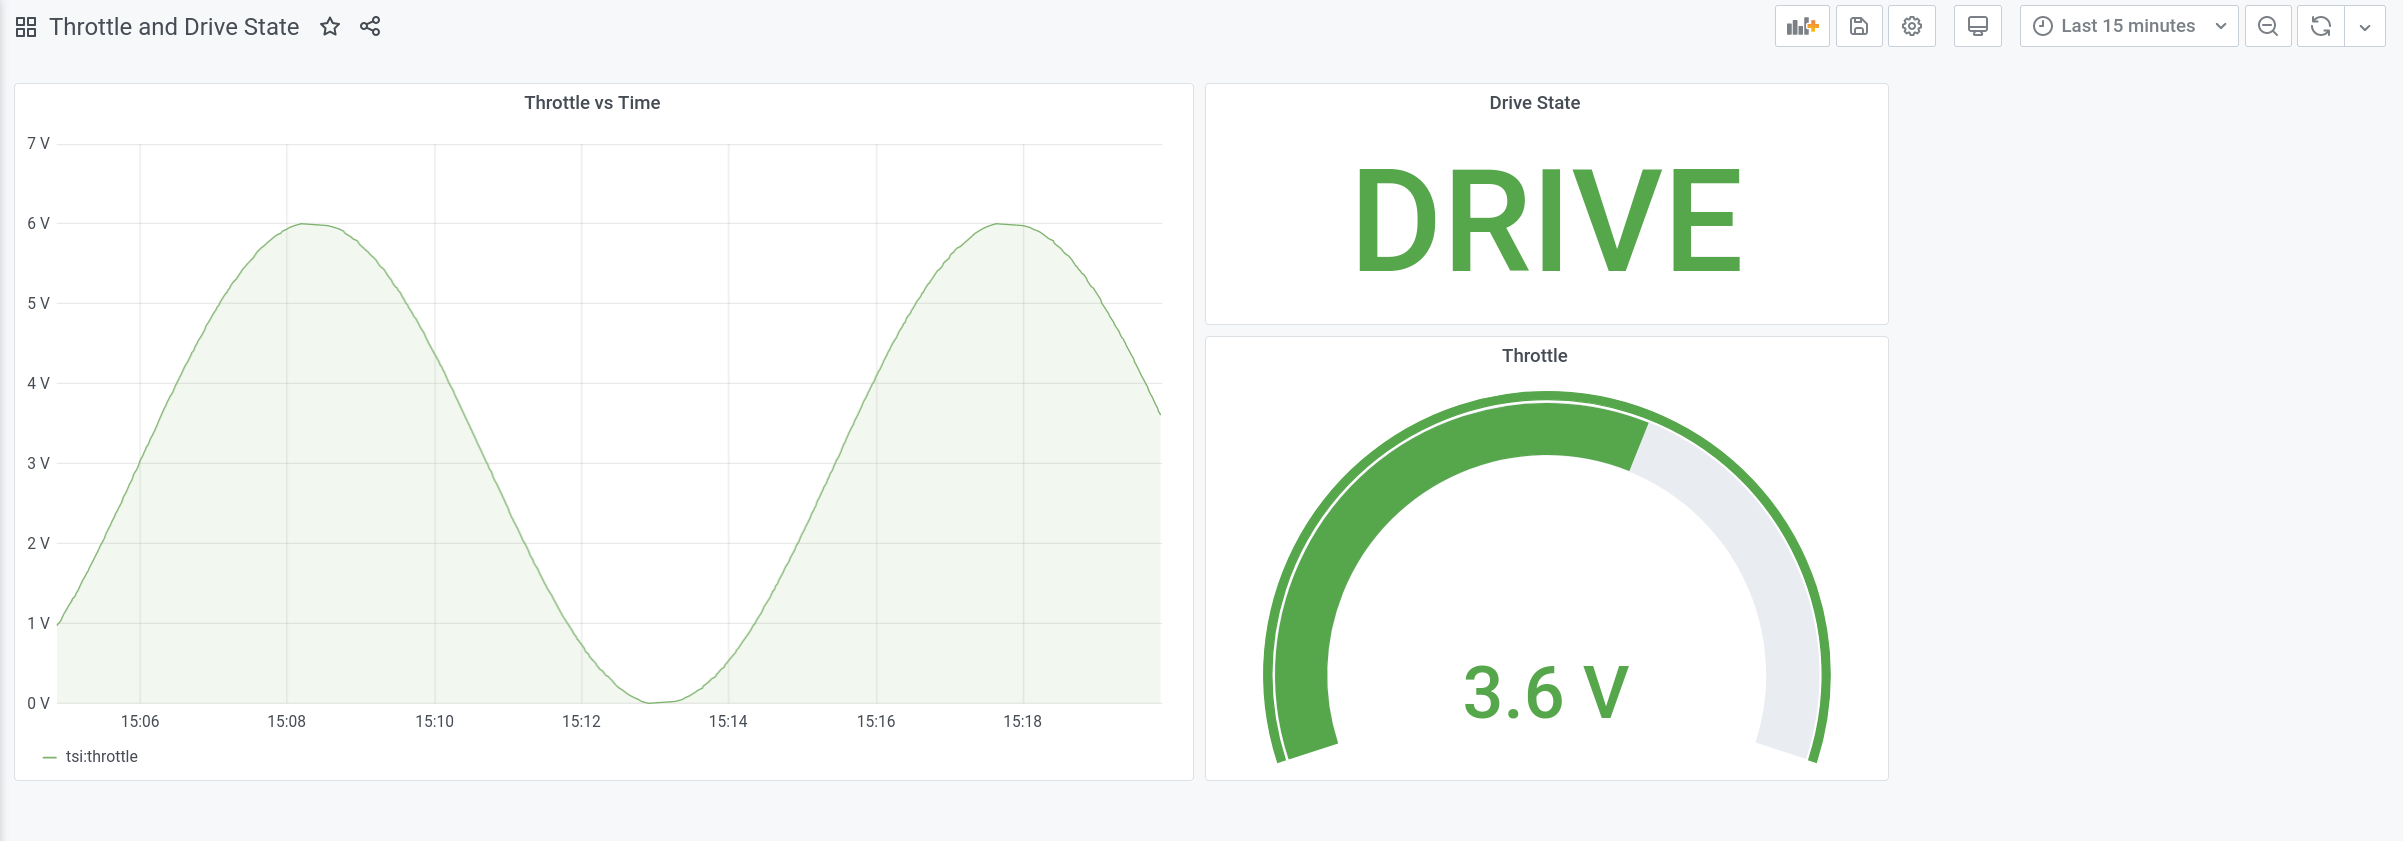 Throttle and Drive State
Last 15 minutes
Throttle vs Time
7 V
6 V
5 V
4 V
3 V
2 V
1 V
0 V
15:06 15:08 15:10 15:12 15:14 15:16 15:18
tsi:throttle
Drive State
DRIVE
Throttle
3.6 V